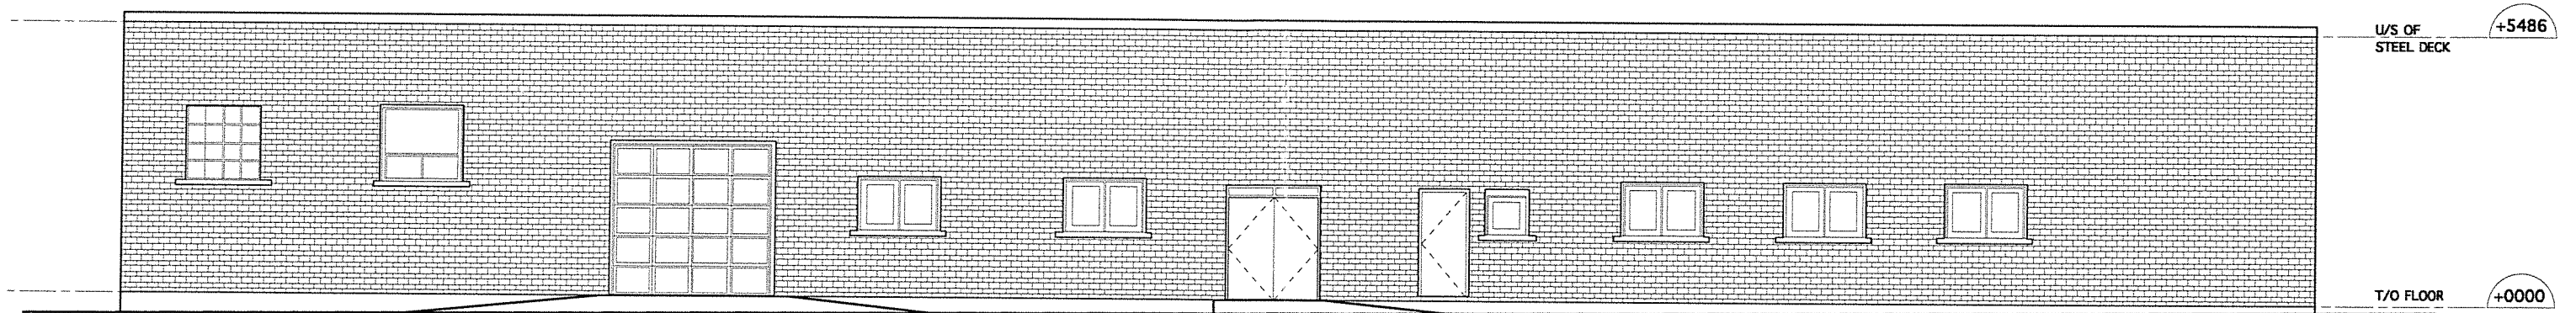 U/S OF
STEEL DECK
+5486
T/O FLOOR
+0000